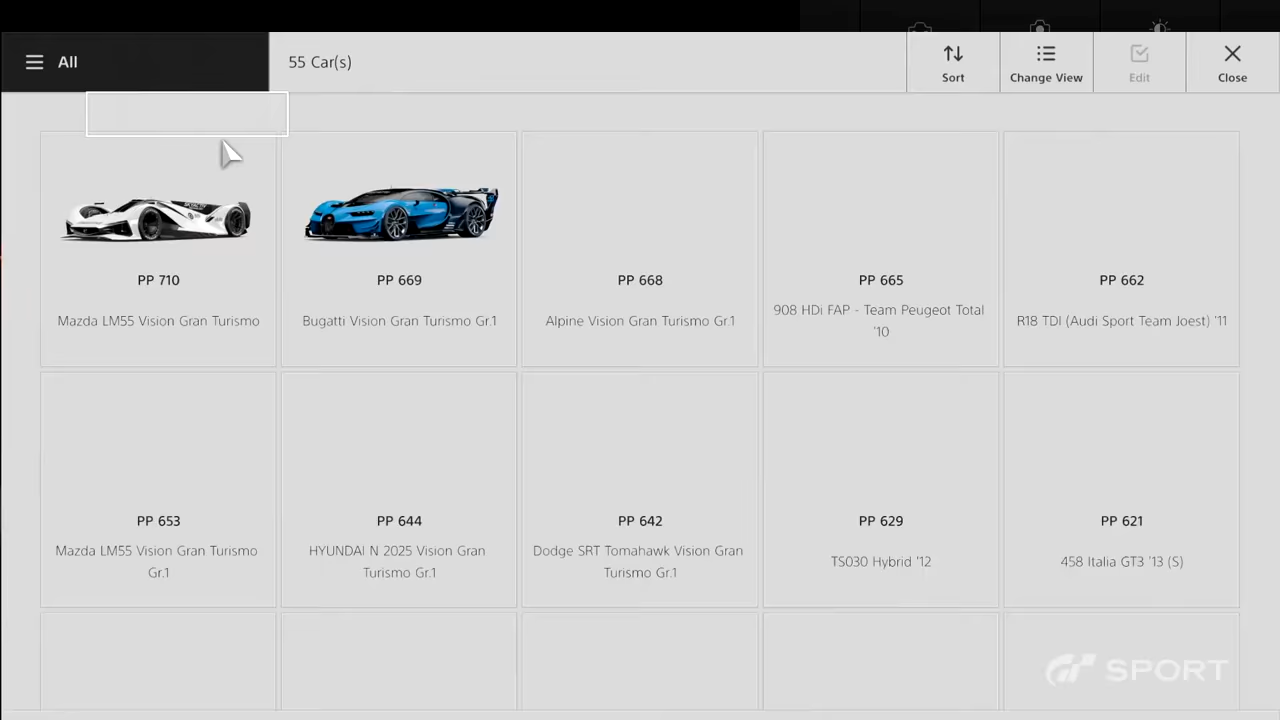 All
55 Car(s)
Sort
Change View
Edit
Close
PP 710
Mazda LM55 Vision Gran Turismo
PP 669
Bugatti Vision Gran Turismo Gr.1
PP 668
Alpine Vision Gran Turismo Gr.1
PP 665
908 HDi FAP - Team Peugeot Total
'10
PP 662
R18 TDI (Audi Sport Team Joest) '11
PP 653
Mazda LM55 Vision Gran Turismo
Gr.1
PP 644
HYUNDAI N 2025 Vision Gran
Turismo Gr.1
PP 642
Dodge SRT Tomahawk Vision Gran
Turismo Gr.1
PP 629
TS030 Hybrid '12
PP 621
458 Italia GT3 '13 (S)
GT SPORT